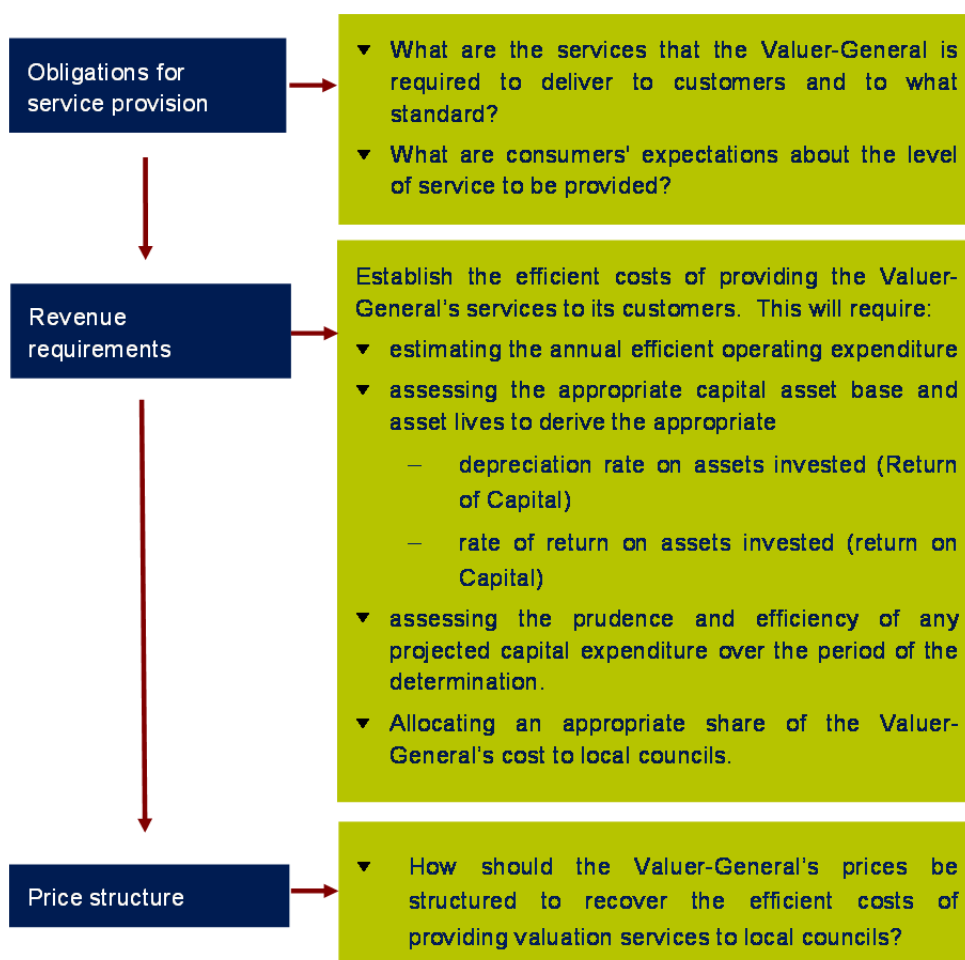 Obligations for
service provision
▼ What are the services that the Valuer-General is
required to deliver to customers and to what
standard?
▼ What are consumers' expectations about the level
of service to be provided?
Revenue
requirements
Establish the efficient costs of providing the Valuer-
General's services to its customers. This will require:
▼ estimating the annual efficient operating expenditure
▼ assessing the appropriate capital asset base and
asset lives to derive the appropriate
– depreciation rate on assets invested (Return
of Capital)
– rate of return on assets invested (return on
Capital)
▼ assessing the prudence and efficiency of any
projected capital expenditure over the period of the
determination.
▼ Allocating an appropriate share of the Valuer-
General's cost to local councils.
Price structure
▼ How should the Valuer-General's prices be
structured to recover the efficient costs of
providing valuation services to local councils?